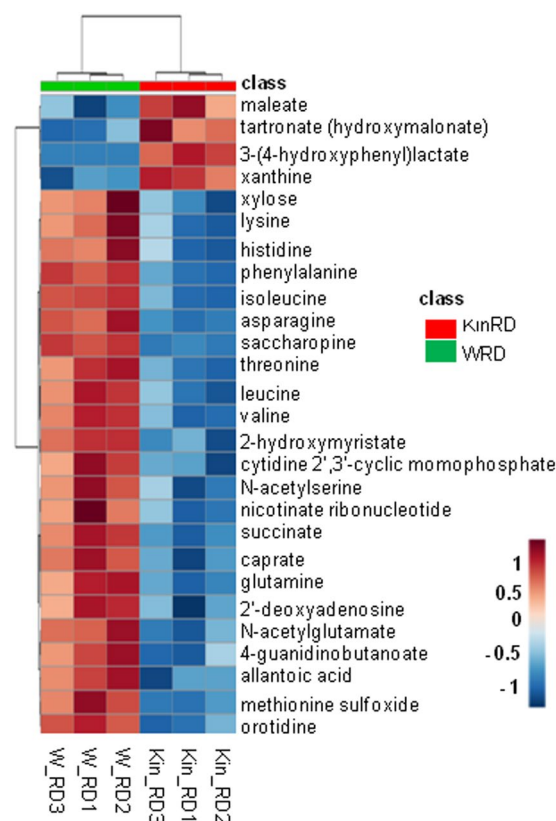 class
maleate
tartronate (hydroxymalonate)
3-(4-hydroxyphenyl)lactate
xanthine
xylose
lysine
histidine
phenylalanine
isoleucine
asparagine
saccharopine
threonine
leucine
valine
2-hydroxymyristate
cytidine 2',3'-cyclic momophosphate
N-acetylserine
nicotinate ribonucleotide
succinate
caprate
glutamine
2'-deoxyadenosine
N-acetylglutamate
4-guanidinobutanoate
allantoic acid
methionine sulfoxide
orotidine
class
KinRD
WRD
1
0.5
0
-0.5
-1
W_RD3
W_RD1
W_RD2
Kin_RD3
Kin_RD1
Kin_RD2